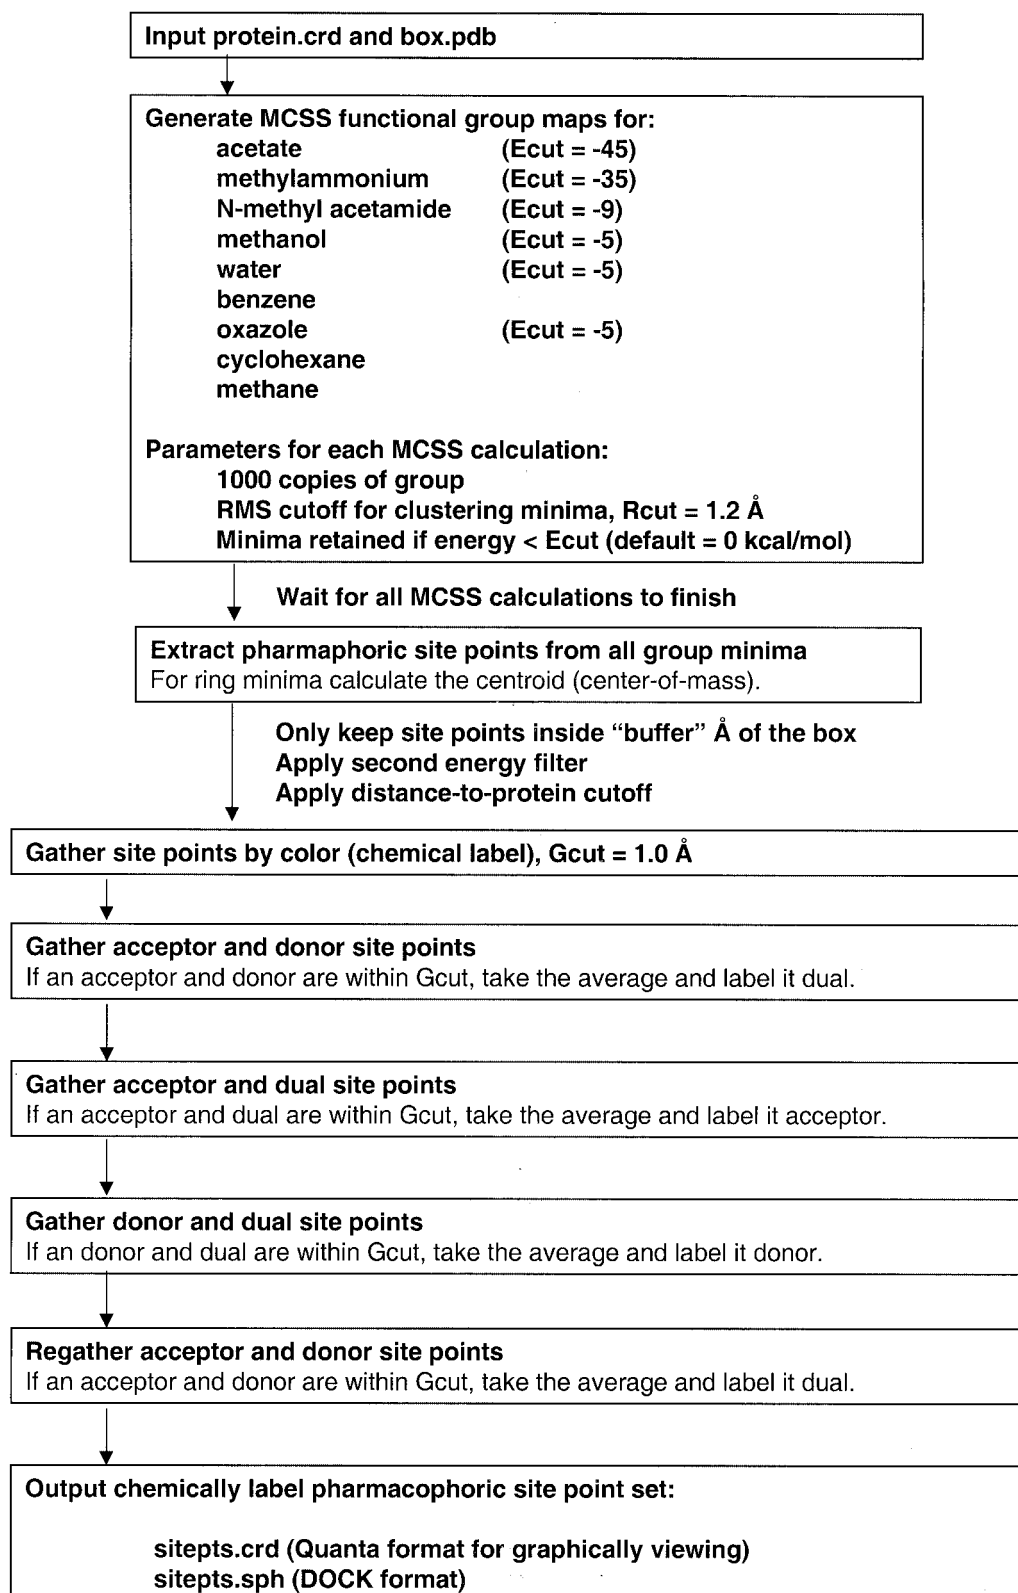 Input protein.crd and box.pdb
Generate MCSS functional group maps for:
acetate (Ecut = -45)
methylammonium (Ecut = -35)
N-methyl acetamide (Ecut = -9)
methanol (Ecut = -5)
water (Ecut = -5)
benzene
oxazole (Ecut = -5)
cyclohexane
methane
Parameters for each MCSS calculation:
1000 copies of group
RMS cutoff for clustering minima, Rcut = 1.2 Å
Minima retained if energy < Ecut (default = 0 kcal/mol)
Wait for all MCSS calculations to finish
Extract pharmaphoric site points from all group minima
For ring minima calculate the centroid (center-of-mass).
Only keep site points inside “buffer” Å of the box
Apply second energy filter
Apply distance-to-protein cutoff
Gather site points by color (chemical label), Gcut = 1.0 Å
Gather acceptor and donor site points
If an acceptor and donor are within Gcut, take the average and label it dual.
Gather acceptor and dual site points
If an acceptor and dual are within Gcut, take the average and label it acceptor.
Gather donor and dual site points
If an donor and dual are within Gcut, take the average and label it donor.
Regather acceptor and donor site points
If an acceptor and donor are within Gcut, take the average and label it dual.
Output chemically label pharmacophoric site point set:
sitepts.crd (Quanta format for graphically viewing)
sitepts.sph (DOCK format)